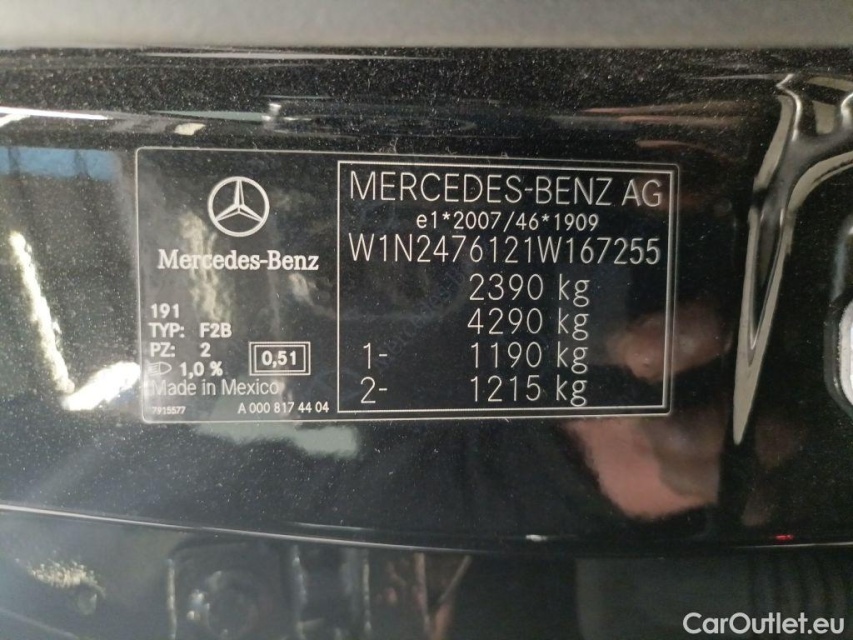 Mercedes-Benz
191
TYP: F2B
PZ: 2
1,0 %
0,51
Made in Mexico
7915577
A 000 817 44 04
MERCEDES-BENZ AG
e1*2007/46*1909
W1N2476121W167255
2390 kg
4290 kg
1- 1190 kg
2- 1215 kg
CarOutlet.eu